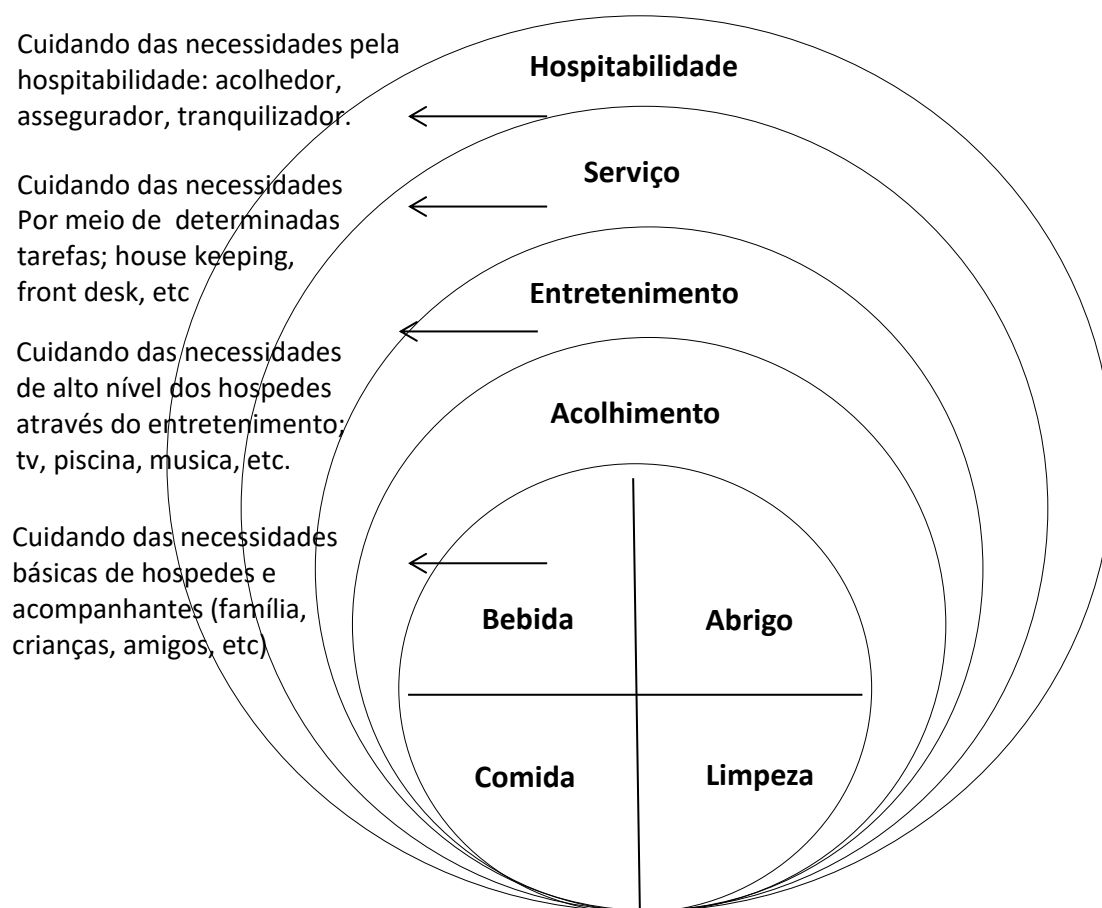 Cuidando das necessidades pela
hospitabilidade: acolhedor,
assegurador, tranquilizador.
Hospitabilidade
Cuidando das necessidades
Por meio de determinadas
tarefas; house keeping,
front desk, etc
Serviço
Entretenimento
Cuidando das necessidades
de alto nível dos hospedes
através do entretenimento;
tv, piscina, musica, etc.
Acolhimento
Cuidando das necessidades
básicas de hospedes e
acompanhantes (família,
crianças, amigos, etc)
Bebida
Abrigo
Comida
Limpeza